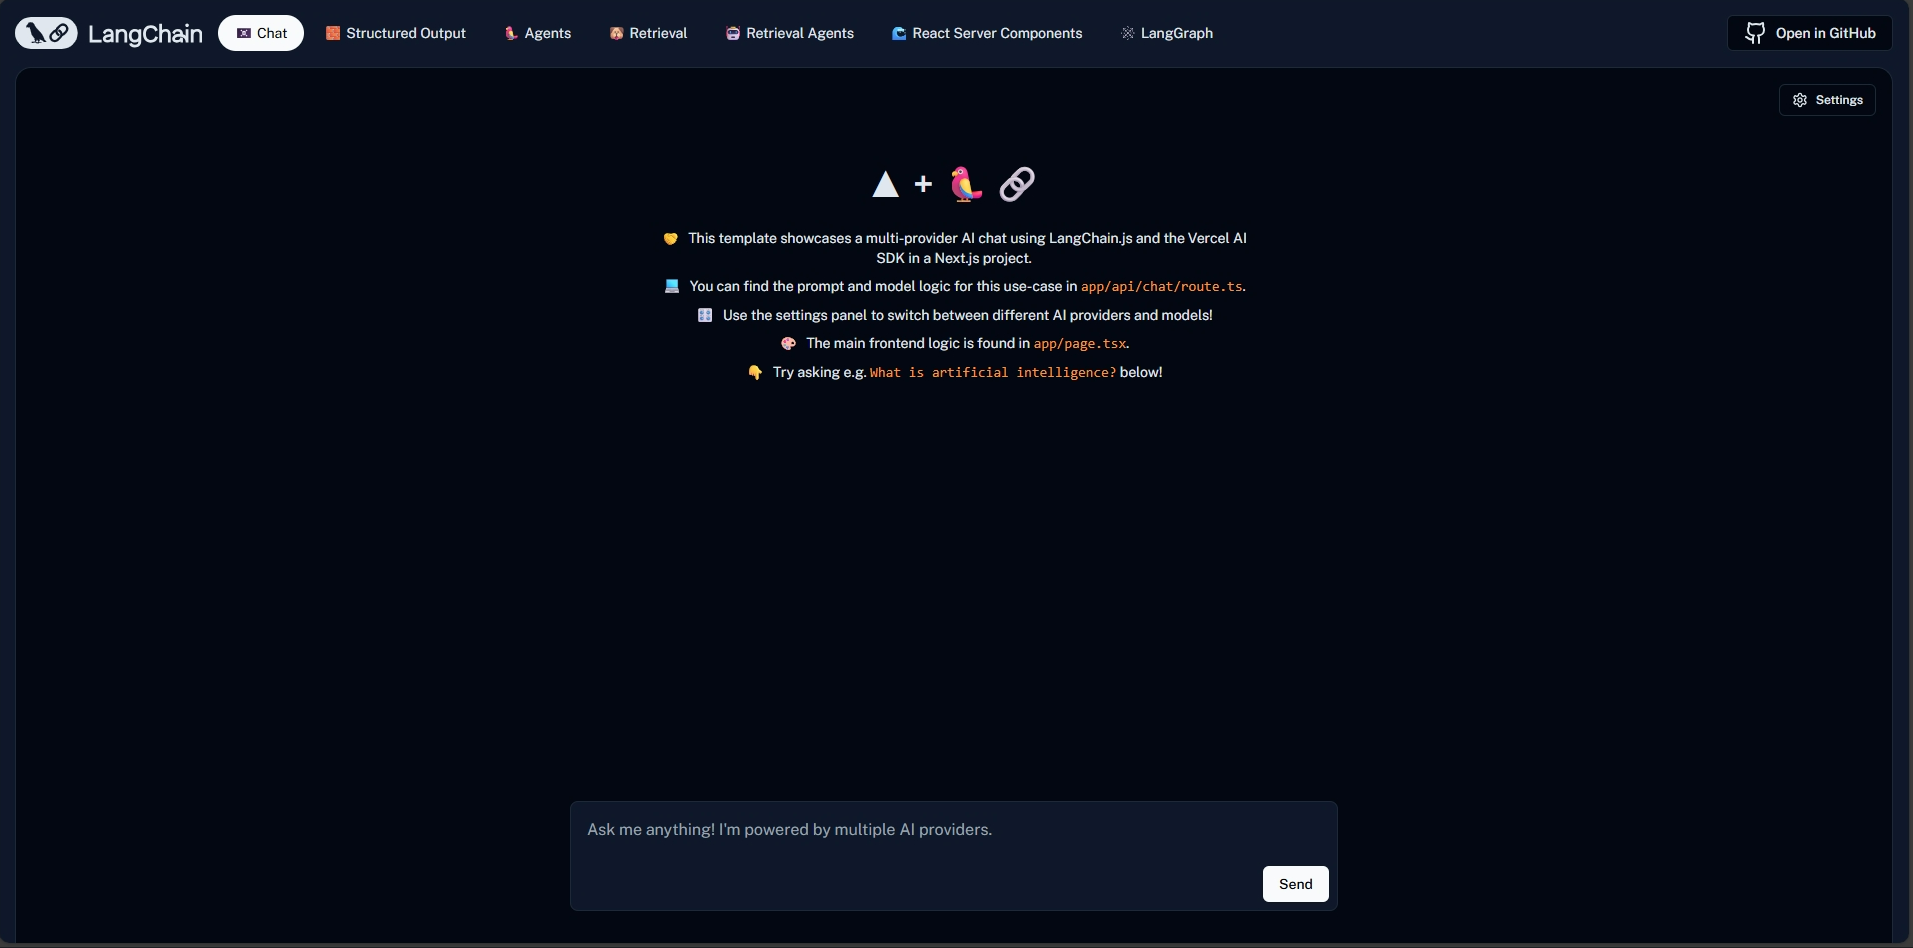 LangChain
Chat
Structured Output
Agents
Retrieval
Retrieval Agents
React Server Components
LangGraph
Open in GitHub
Settings
+
This template showcases a multi-provider AI chat using LangChain.js and the Vercel AI
SDK in a Next.js project.
You can find the prompt and model logic for this use-case in app/api/chat/route.ts.
Use the settings panel to switch between different AI providers and models!
The main frontend logic is found in app/page.tsx.
Try asking e.g. What is artificial intelligence? below!
Ask me anything! I'm powered by multiple AI providers.
Send